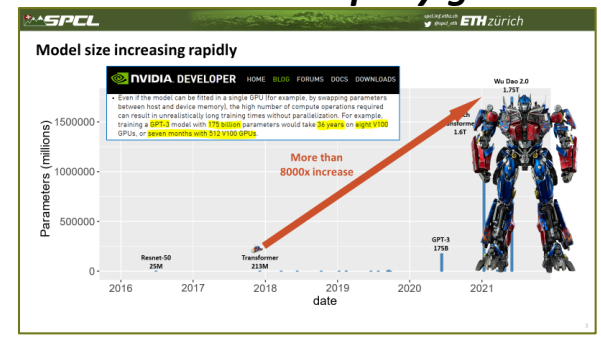 SPCL
spcl.inf.ethz.ch
@spcl_eth
ETH zürich
Model size increasing rapidly
NVIDIA. DEVELOPER HOME BLOG FORUMS DOCS DOWNLOADS
• Even if the model can be fitted in a single GPU (for example, by swapping parameters
between host and device memory), the high number of compute operations required
can result in unrealistically long training times without parallelization. For example,
training a GPT-3 model with 175 billion parameters would take 36 years on eight V100
GPUs, or seven months with 512 V100 GPUs.
Wu Dao 2.0
1.75T
1.6T
More than
8000x increase
GPT-3
175B
Resnet-50
25M
Transformer
213M
Parameters (millions)
1500000
1000000
500000
0
2016 2017 2018 2019 2020 2021
date